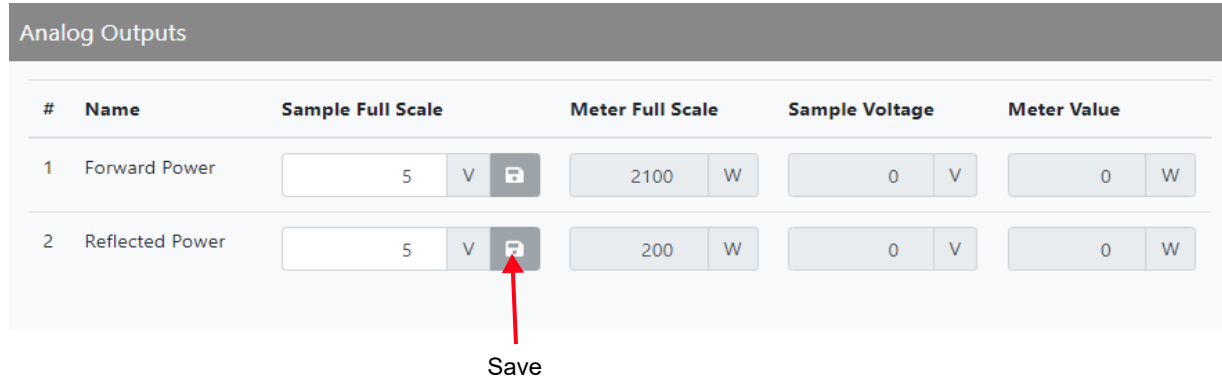 Analog Outputs
# Name Sample Full Scale Meter Full Scale Sample Voltage Meter Value
1 Forward Power 5 V 2100 W 0 V 0 W
2 Reflected Power 5 V 200 W 0 V 0 W
Save